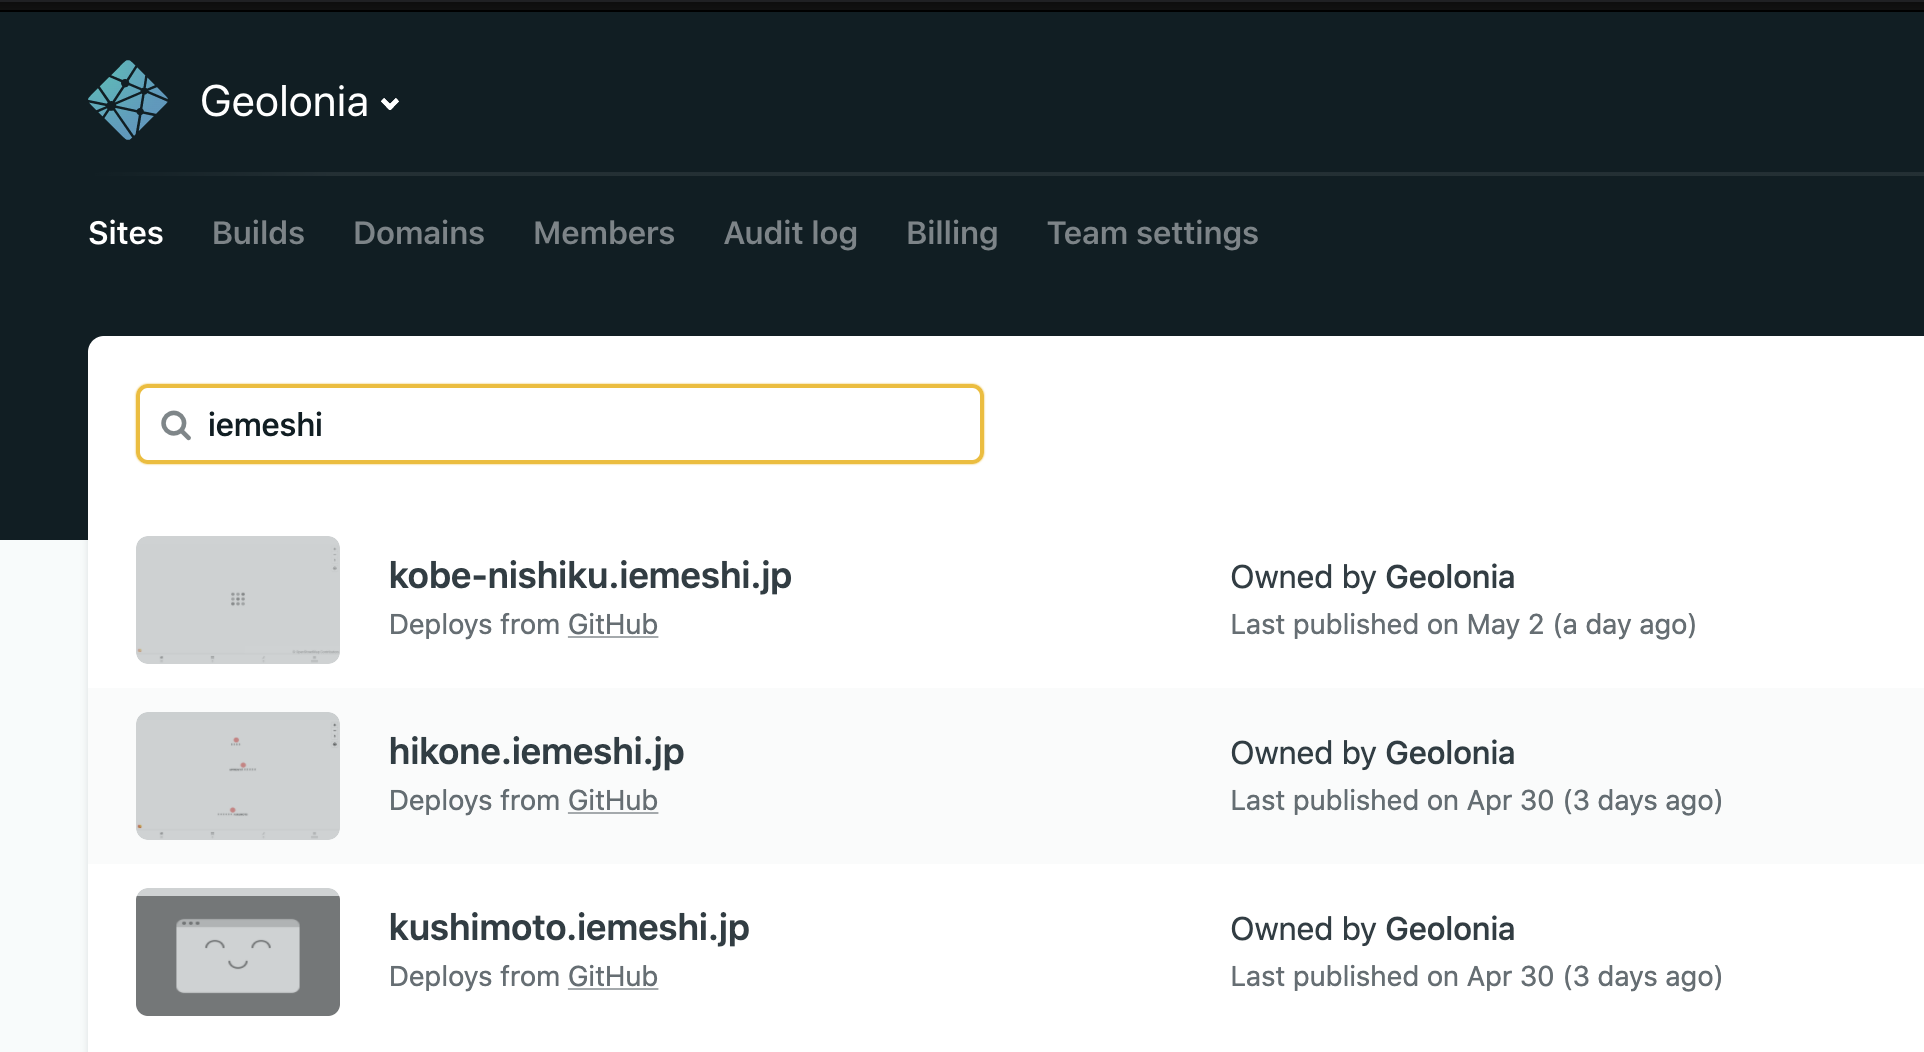 Geolonia
Sites Builds Domains Members Audit log Billing Team settings
iemeshi
kobe-nishiku.iemeshi.jp
Deploys from GitHub
Owned by Geolonia
Last published on May 2 (a day ago)
hikone.iemeshi.jp
Deploys from GitHub
Owned by Geolonia
Last published on Apr 30 (3 days ago)
kushimoto.iemeshi.jp
Deploys from GitHub
Owned by Geolonia
Last published on Apr 30 (3 days ago)